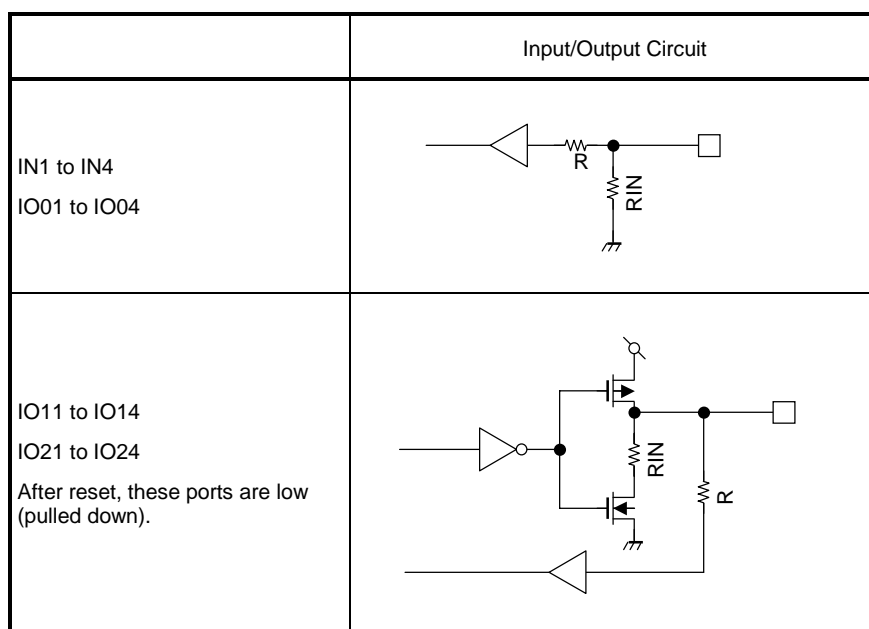 Input/Output Circuit
IN1 to IN4
IO01 to IO04
R
RIN
IO11 to IO14
IO21 to IO24
After reset, these ports are low
(pulled down).
RIN
R